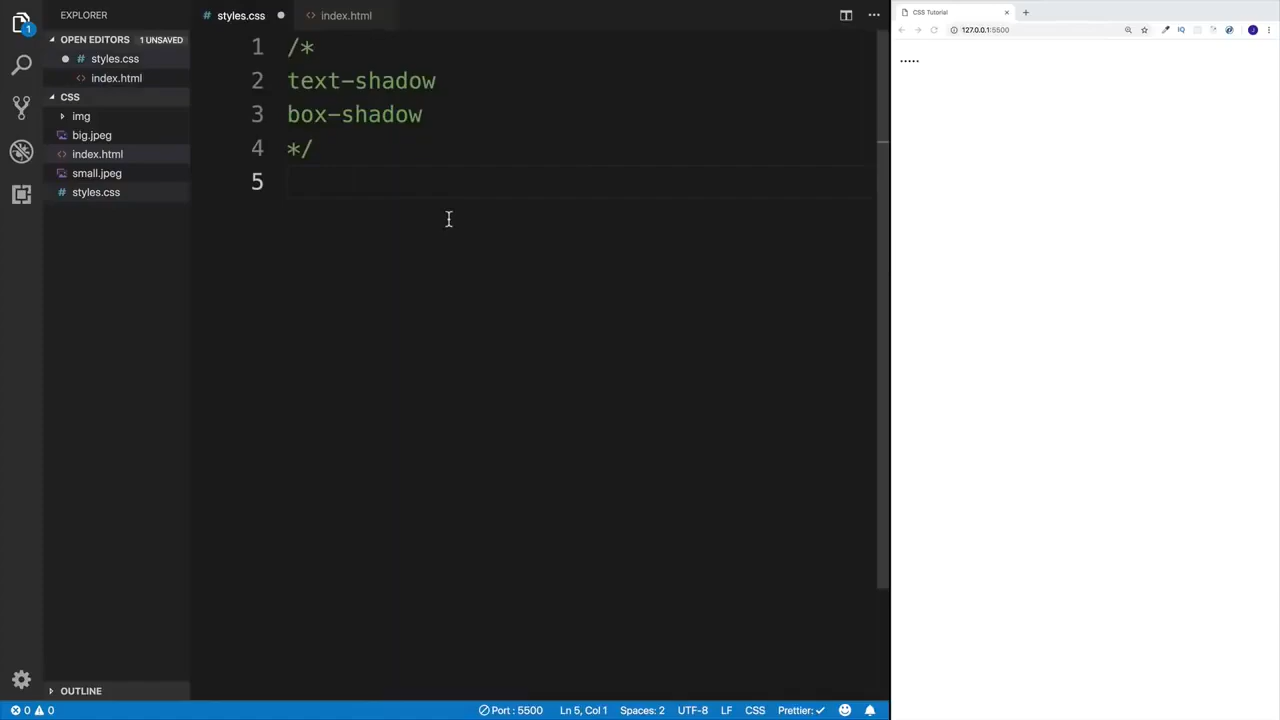 EXPLORER
OPEN EDITORS 1 UNSAVED
# styles.css
<> index.html
CSS
img
big.jpeg
<> index.html
small.jpeg
# styles.css
OUTLINE
1
# styles.css
<> index.html
1 /*
2 text-shadow
3 box-shadow
4 */
5
0 0
Port : 5500
Ln 5, Col 1
Spaces: 2
UTF-8
LF
CSS
Prettier: ✓
CSS Tutorial
127.0.0.1:5500
IQ
J
.....